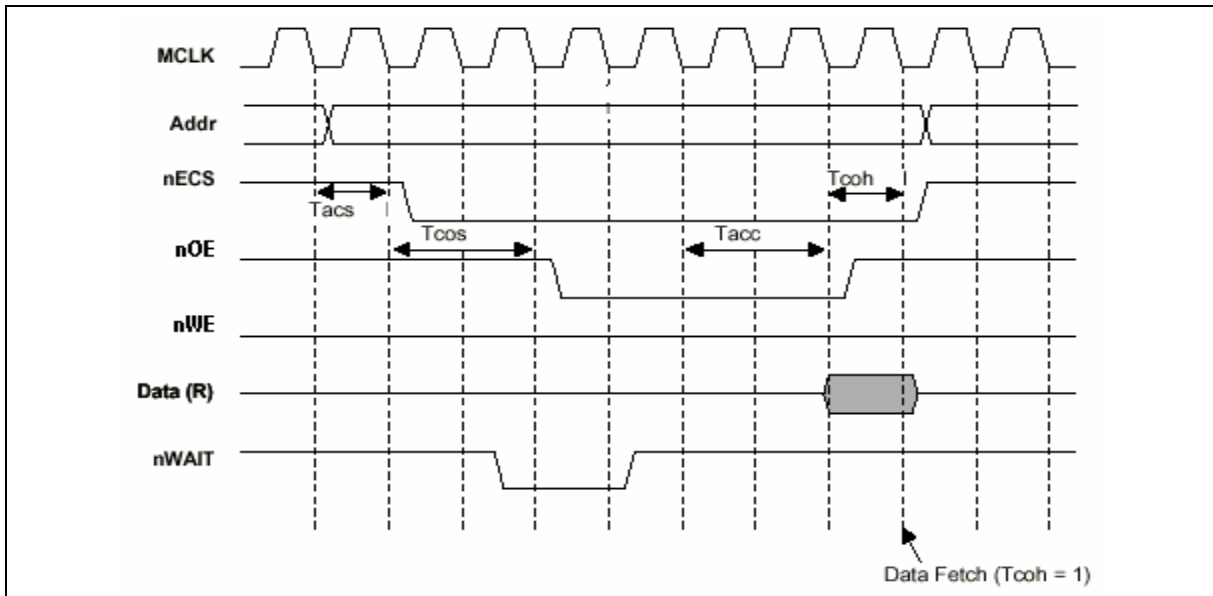 MCLK
Addr
nECS
Tcoh
Tacs
Tcos
Tacc
nOE
nWE
Data (R)
nWAIT
Data Fetch (Tcoh = 1)